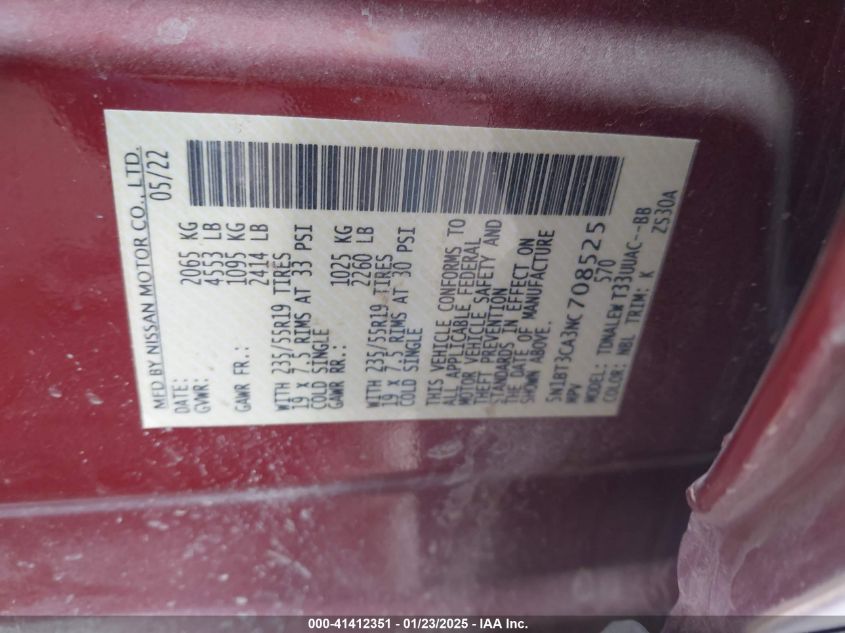 MFD BY NISSAN MOTOR CO., LTD.
DATE: 05/22
GVWR: 2065 KG
4553 LB
GAWR FR.: 1095 KG
2414 LB
WITH 235/55R19 TIRES
19 X 7.5 RIMS AT 33 PSI
COLD SINGLE
GAWR RR.: 1025 KG
2260 LB
WITH 235/55R19 TIRES
19 X 7.5 RIMS AT 30 PSI
COLD SINGLE
THIS VEHICLE CONFORMS TO
ALL APPLICABLE FEDERAL
MOTOR VEHICLE SAFETY AND
THEFT PREVENTION
STANDARDS IN EFFECT ON
THE DATE OF MANUFACTURE
SHOWN ABOVE.
5N1BT3CA3NC708525
MPV 570
MODEL: TDNALEWT33UUAC--BB
COLOR: NBL TRIM: K ZS30A
000-41412351 | 01/23/2025 - IAA Inc.